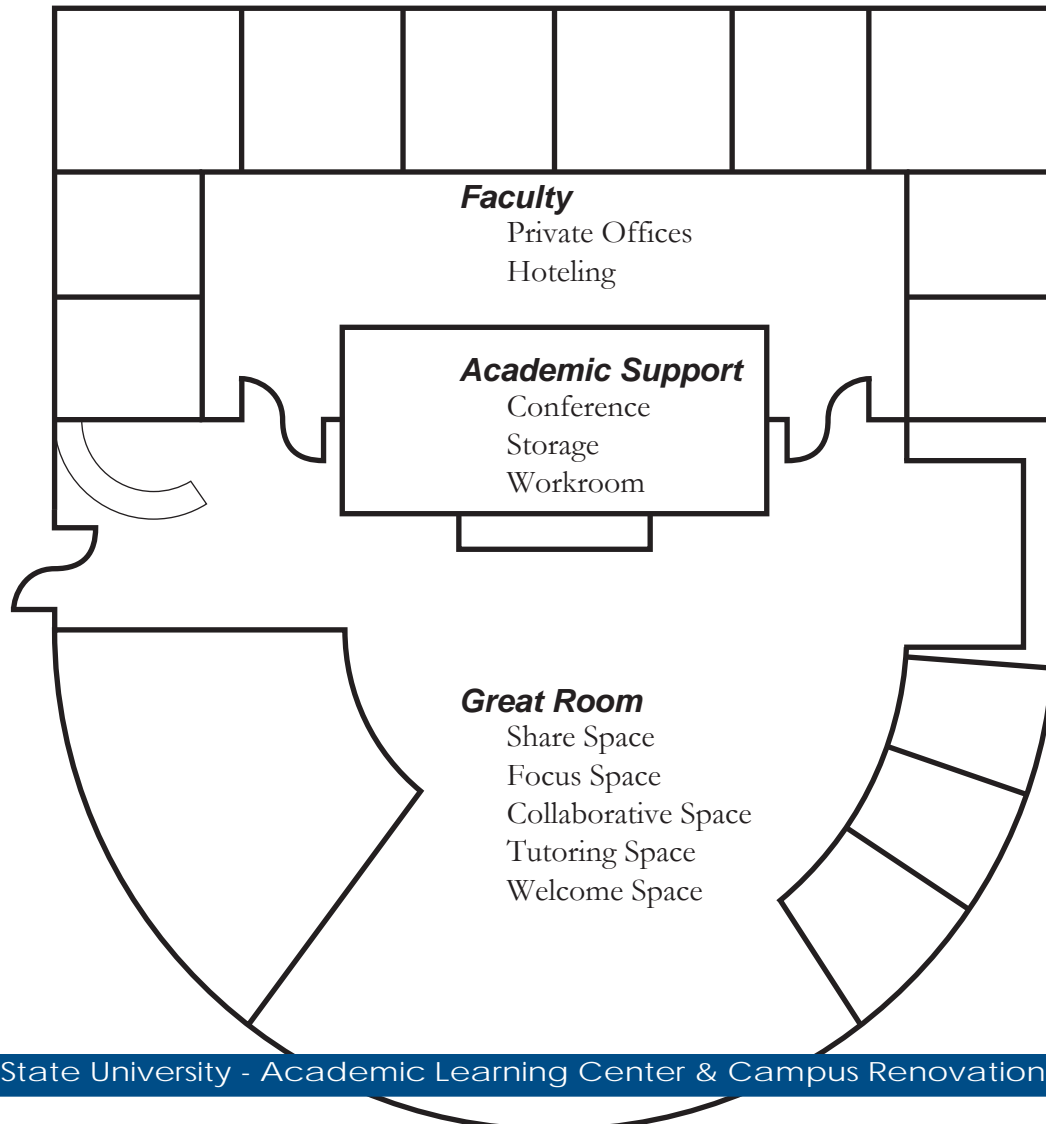 Faculty
Private Offices
Hoteling
Academic Support
Conference
Storage
Workroom
Great Room
Share Space
Focus Space
Collaborative Space
Tutoring Space
Welcome Space
State University - Academic Learning Center & Campus Renovation